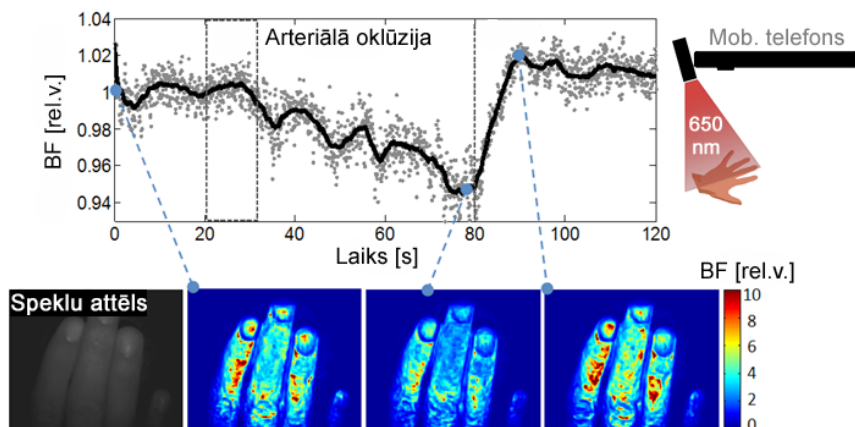 Arteriālā oklūzija
BF [rel.v.]
1.04
1.02
1
0.98
0.96
0.94
0
20
40
60
80
100
120
Laiks [s]
Mob. telefons
650
nm
Speklu attēls
BF [rel.v.]
10
8
6
4
2
0